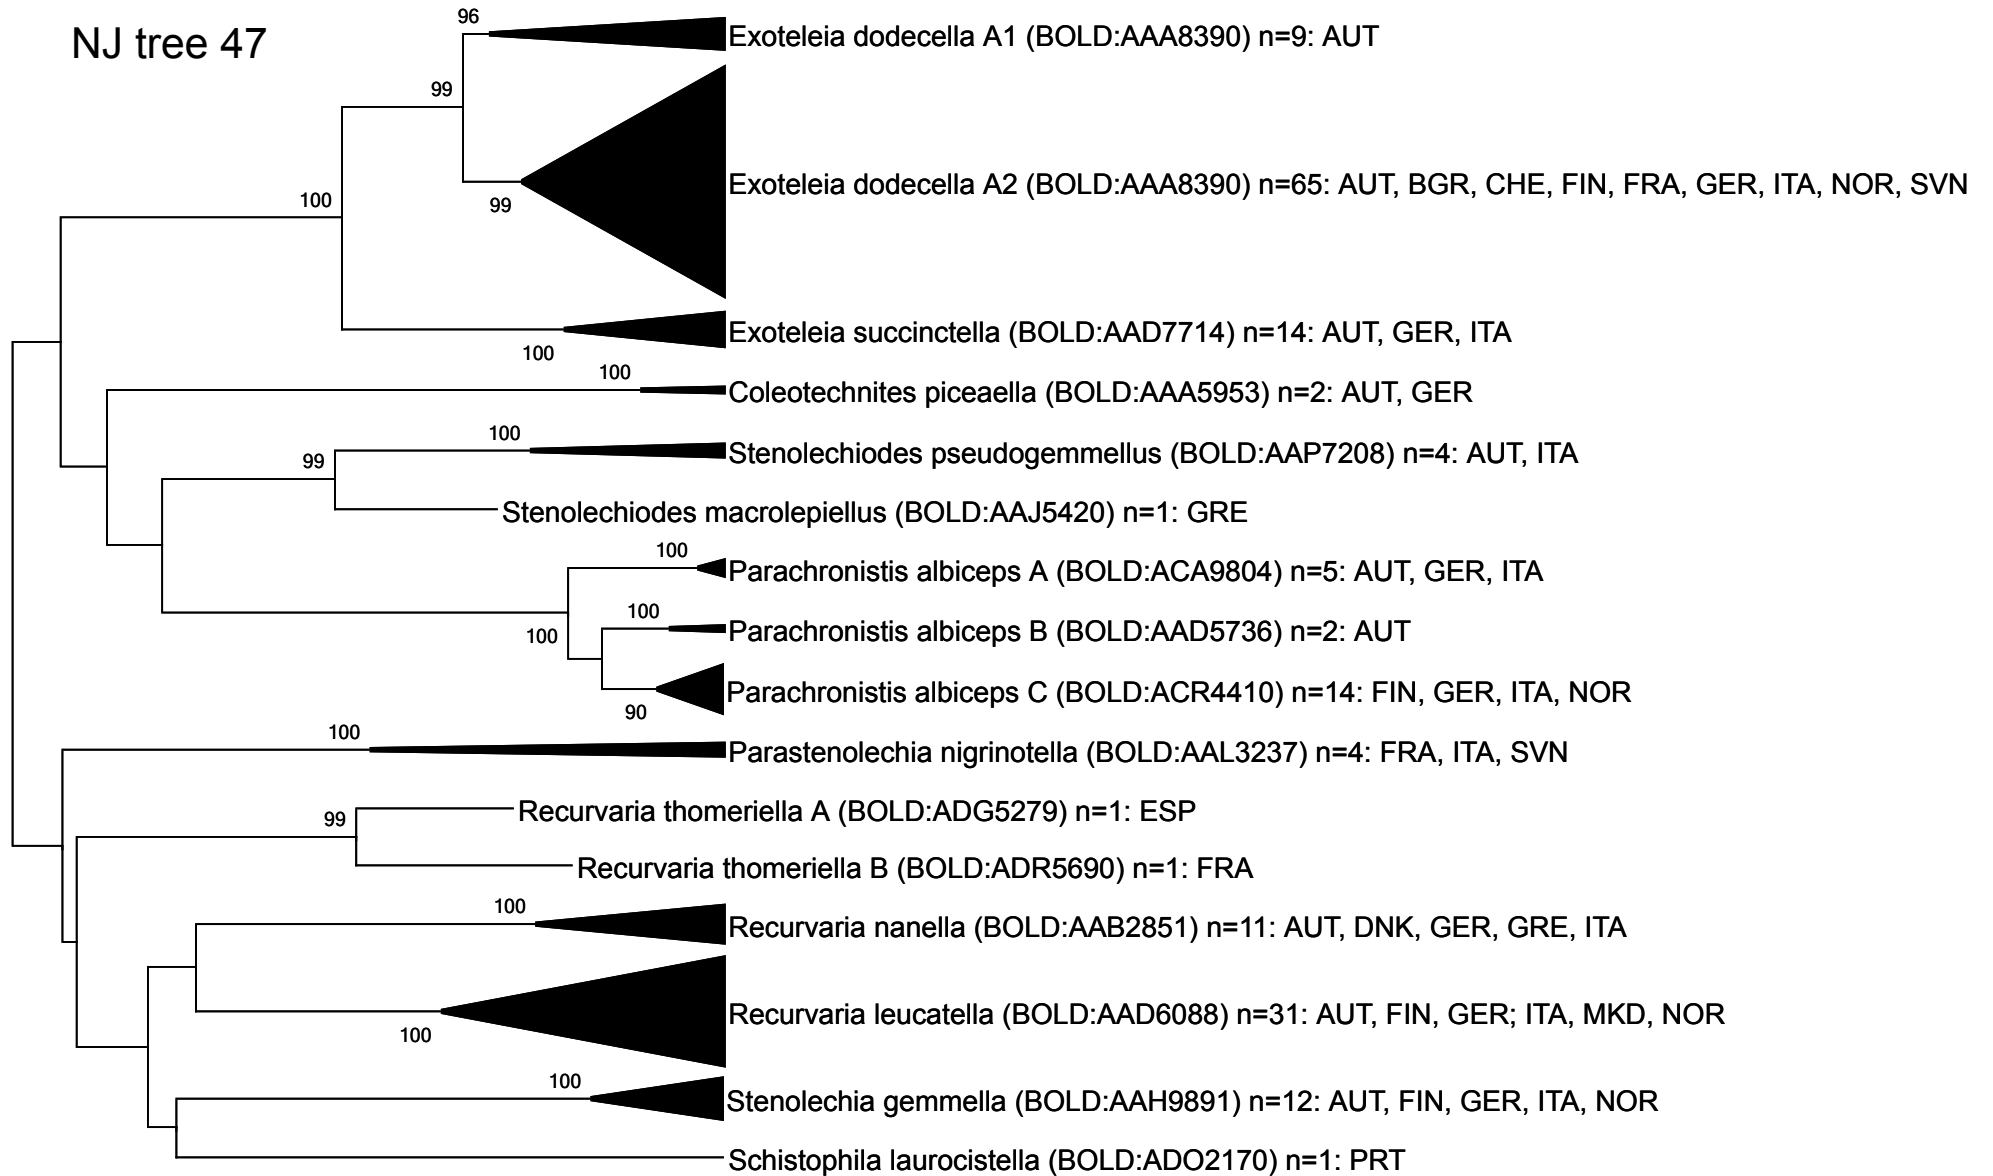 NJ tree 47
96
Exoteleia dodecella A1 (BOLD:AAA8390) n=9: AUT
99
Exoteleia dodecella A2 (BOLD:AAA8390) n=65: AUT, BGR, CHE, FIN, FRA, GER, ITA, NOR, SVN
99
100
Exoteleia succinctella (BOLD:AAD7714) n=14: AUT, GER, ITA
100
100
Coleotechnites piceaella (BOLD:AAA5953) n=2: AUT, GER
100
Stenolechiodes pseudogemmellus (BOLD:AAP7208) n=4: AUT, ITA
99
Stenolechiodes macrolepiellus (BOLD:AAJ5420) n=1: GRE
100
Parachronistis albiceps A (BOLD:ACA9804) n=5: AUT, GER, ITA
100
Parachronistis albiceps B (BOLD:AAD5736) n=2: AUT
100
Parachronistis albiceps C (BOLD:ACR4410) n=14: FIN, GER, ITA, NOR
90
100
Parastenolechia nigrinotella (BOLD:AAL3237) n=4: FRA, ITA, SVN
Recurvaria thomeriella A (BOLD:ADG5279) n=1: ESP
99
Recurvaria thomeriella B (BOLD:ADR5690) n=1: FRA
100
Recurvaria nanella (BOLD:AAB2851) n=11: AUT, DNK, GER, GRE, ITA
Recurvaria leucatella (BOLD:AAD6088) n=31: AUT, FIN, GER; ITA, MKD, NOR
100
100
Stenolechia gemmella (BOLD:AAH9891) n=12: AUT, FIN, GER, ITA, NOR
Schistophila laurocistella (BOLD:ADO2170) n=1: PRT